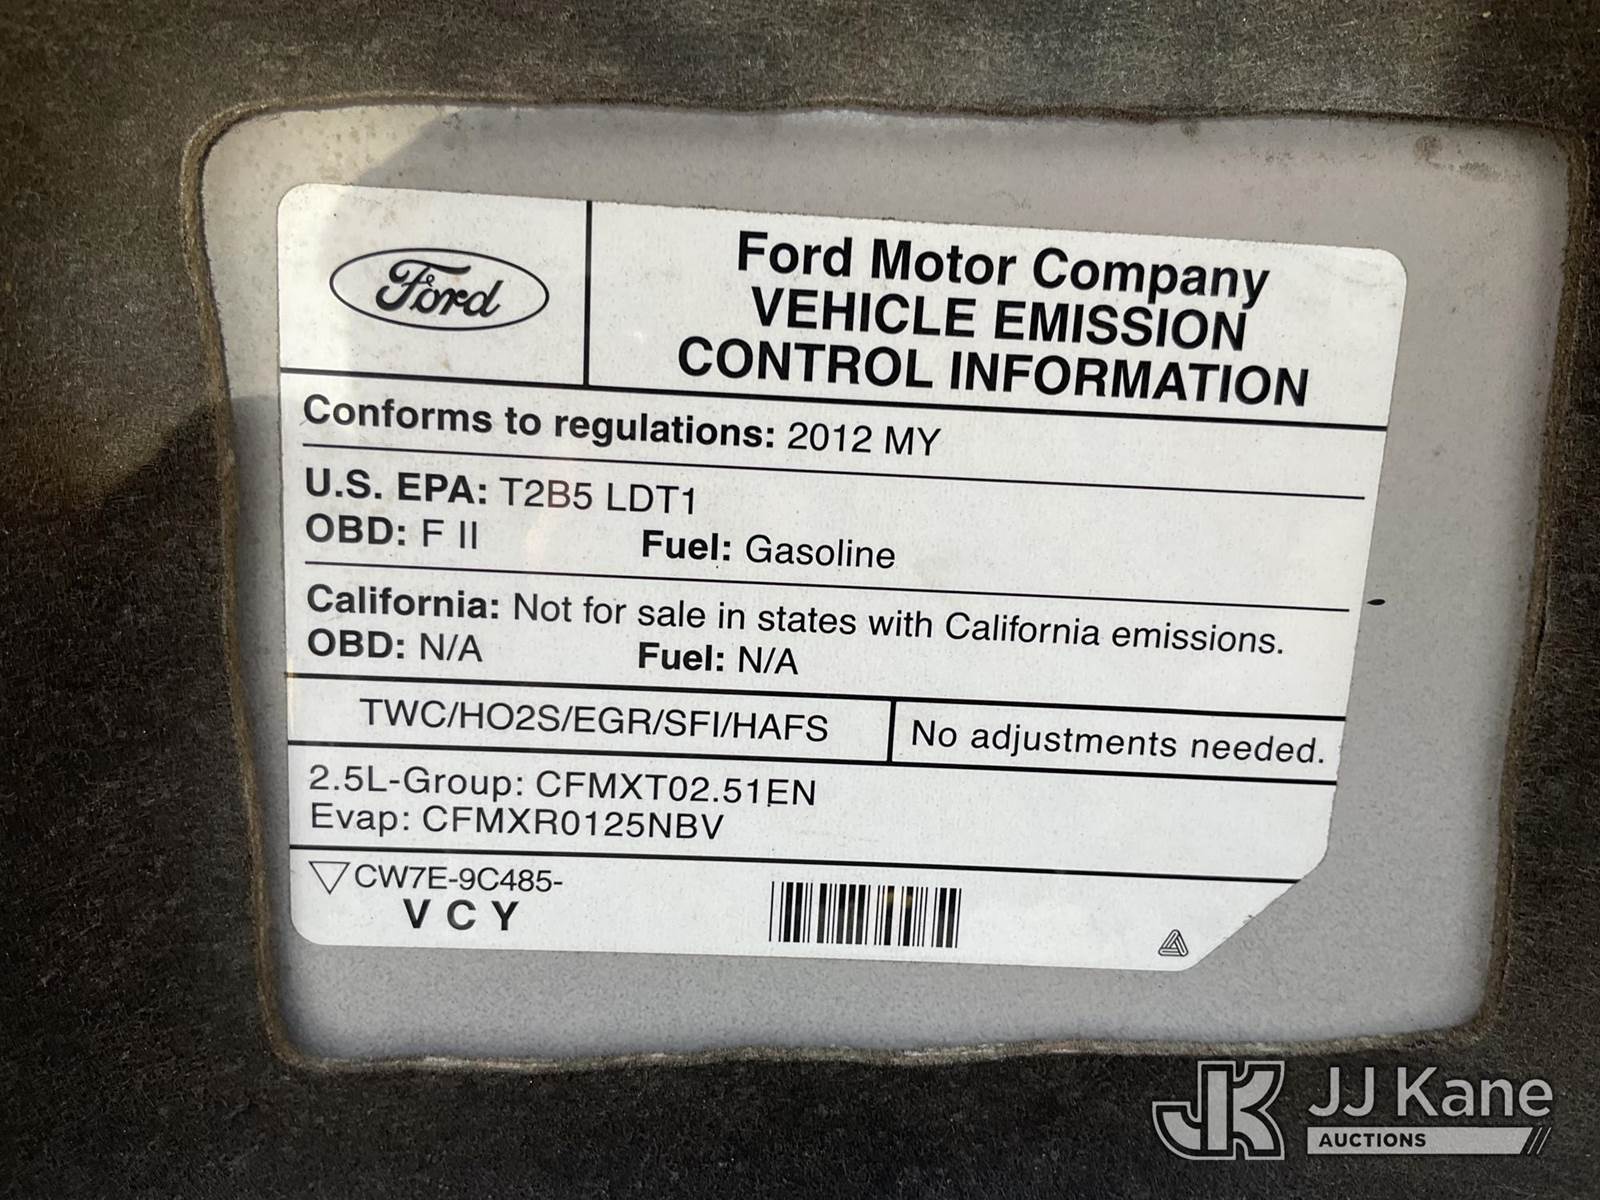 Ford
Ford Motor Company
VEHICLE EMISSION
CONTROL INFORMATION
Conforms to regulations: 2012 MY
U.S. EPA: T2B5 LDT1
OBD: F II Fuel: Gasoline
California: Not for sale in states with California emissions.
OBD: N/A Fuel: N/A
TWC/HO2S/EGR/SFI/HAFS
No adjustments needed.
2.5L-Group: CFMXT02.51EN
Evap: CFMXR0125NBV
CW7E-9C485-
V C Y
JK JJ Kane
AUCTIONS